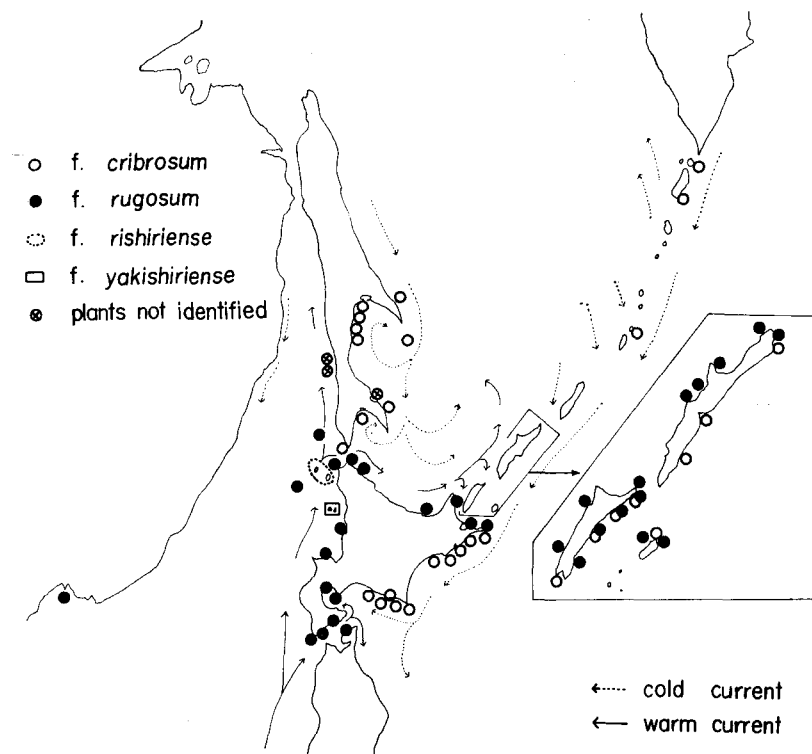 f. cribrosum
f. rugosum
f. rishiriense
f. yakishiriense
plants not identified
cold current
warm current